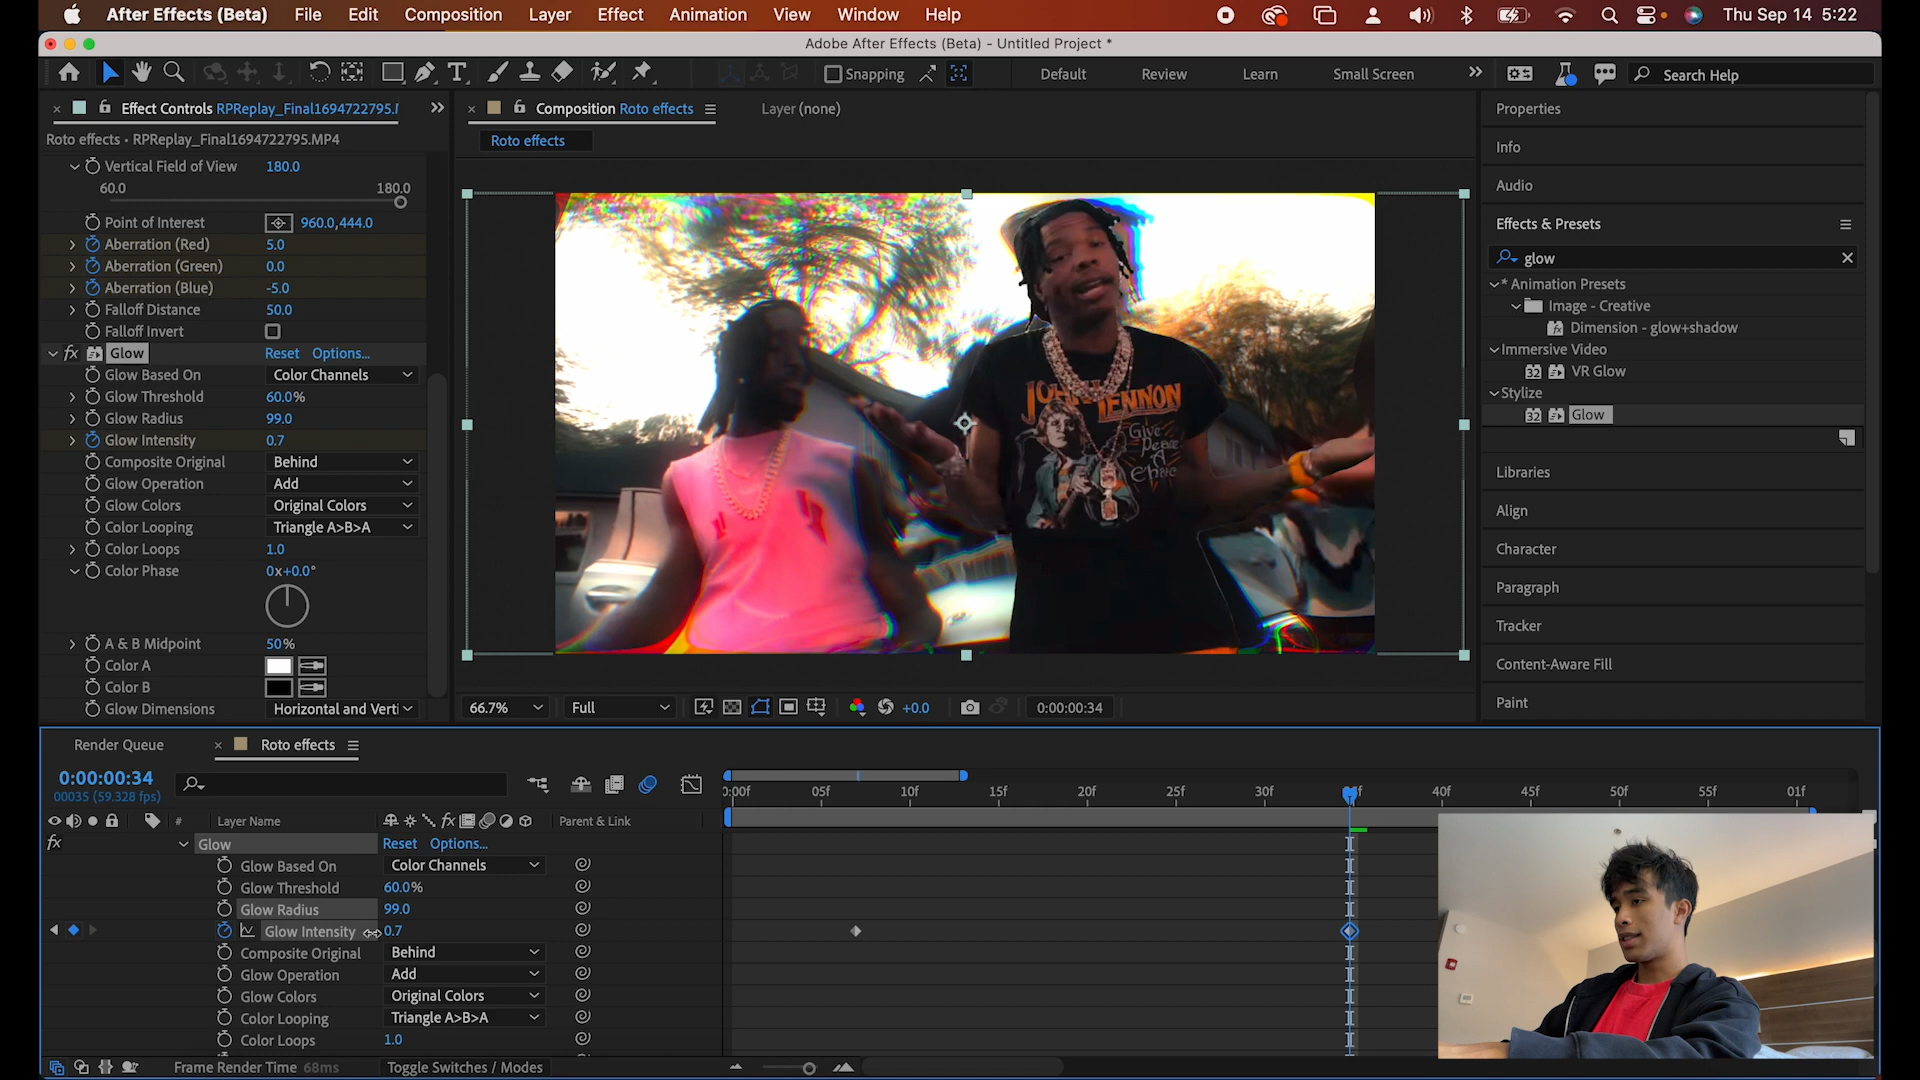 After Effects (Beta) File Edit Composition Layer Effect Animation View Window Help Thu Sep 14 5:22
Adobe After Effects (Beta) - Untitled Project *
Snapping Default Review Learn Small Screen Search Help
Effect Controls RPReplay_Final1694722795.
Composition Roto effects
Layer (none)
Roto effects • RPReplay_Final1694722795.MP4
Roto effects
Vertical Field of View 180.0
60.0 180.0
Point of Interest 960.0,444.0
Aberration (Red) 5.0
Aberration (Green) 0.0
Aberration (Blue) -5.0
Falloff Distance 50.0
Falloff Invert
fx Glow Reset Options...
Glow Based On Color Channels
Glow Threshold 60.0%
Glow Radius 99.0
Glow Intensity 0.7
Composite Original Behind
Glow Operation Add
Glow Colors Original Colors
Color Looping Triangle A>B>A
Color Loops 1.0
Color Phase 0x+0.0°
A & B Midpoint 50%
Color A
Color B
Glow Dimensions Horizontal and Verti
JOHN LENNON
Give
Peace
A
66.7% Full +0.0 0:00:00:34
Properties
Info
Audio
Effects & Presets
glow
* Animation Presets
Image - Creative
Dimension - glow+shadow
Immersive Video
32 VR Glow
Stylize
32 Glow
Libraries
Align
Character
Paragraph
Tracker
Content-Aware Fill
Paint
Render Queue Roto effects
0:00:00:34
00035 (59.328 fps)
0:00f 05f 10f 15f 20f 25f 30f 40f 45f 50f 55f 01f
# Layer Name fx Parent & Link
fx Glow Reset Options...
Glow Based On Color Channels
Glow Threshold 60.0%
Glow Radius 99.0
Glow Intensity 0.7
Composite Original Behind
Glow Operation Add
Glow Colors Original Colors
Color Looping Triangle A>B>A
Color Loops 1.0
Frame Render Time 68ms Toggle Switches / Modes